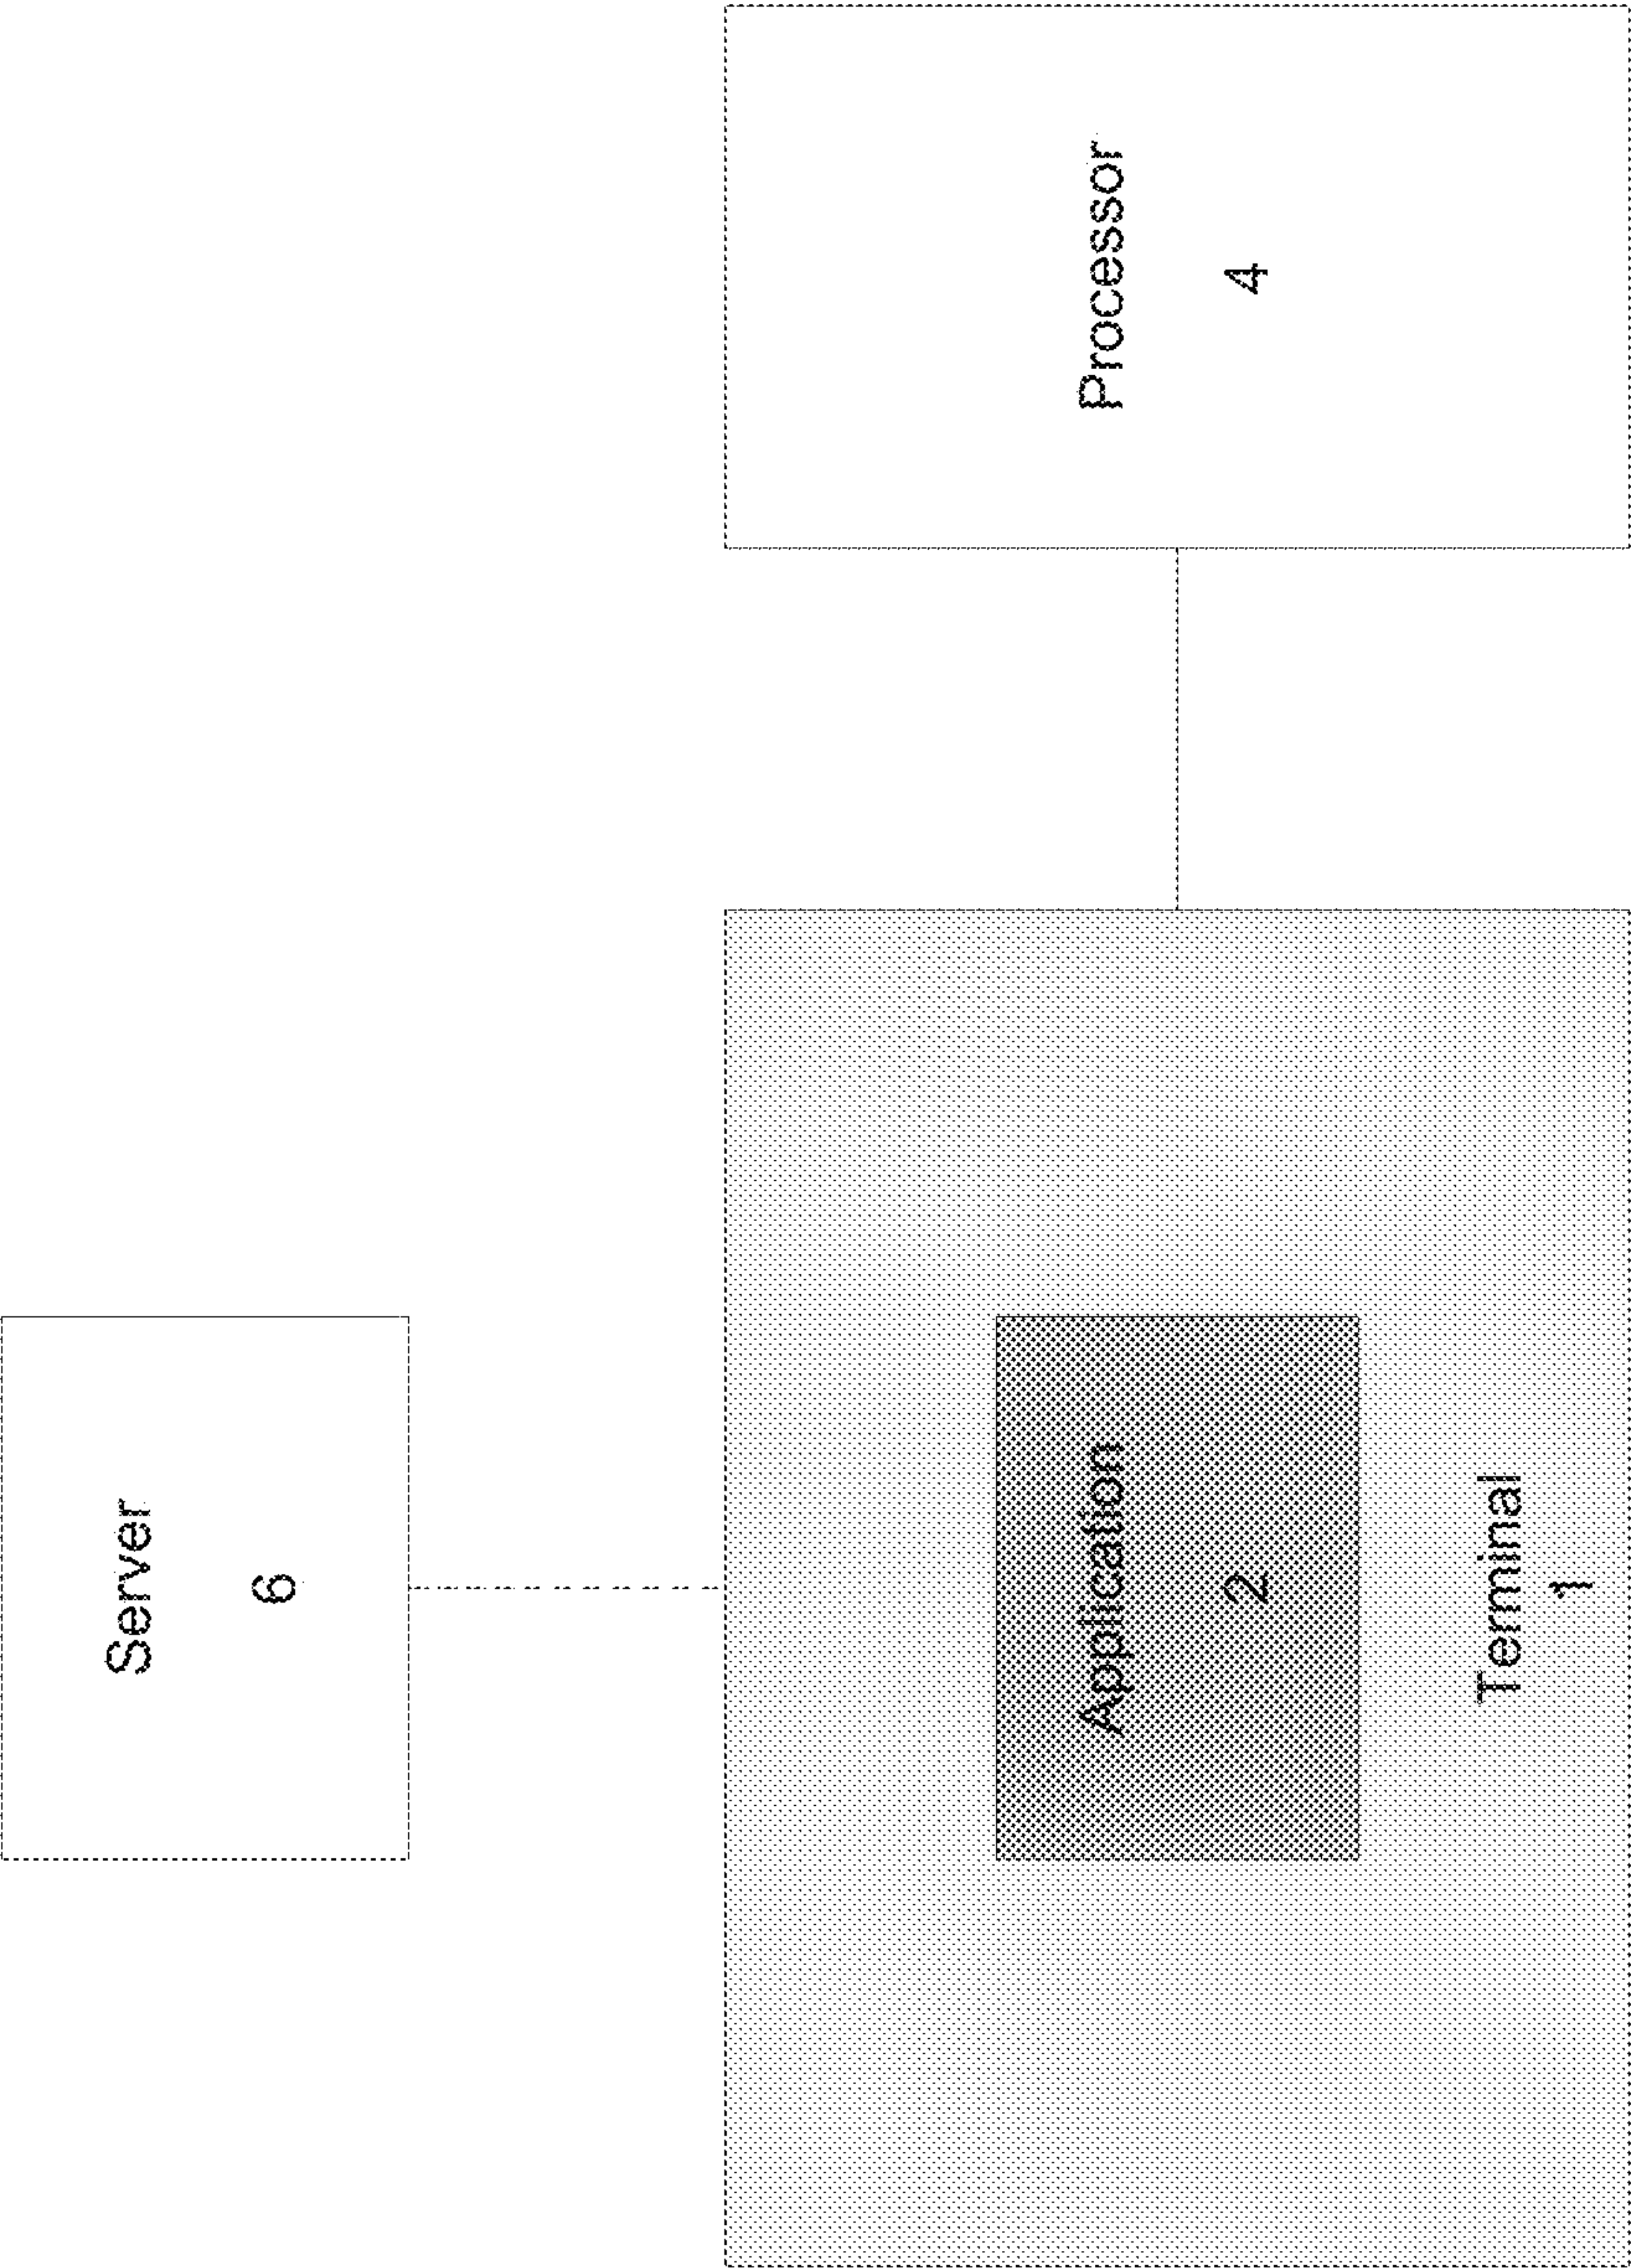 Server
6
Application
2
Terminal
1
Processor
4